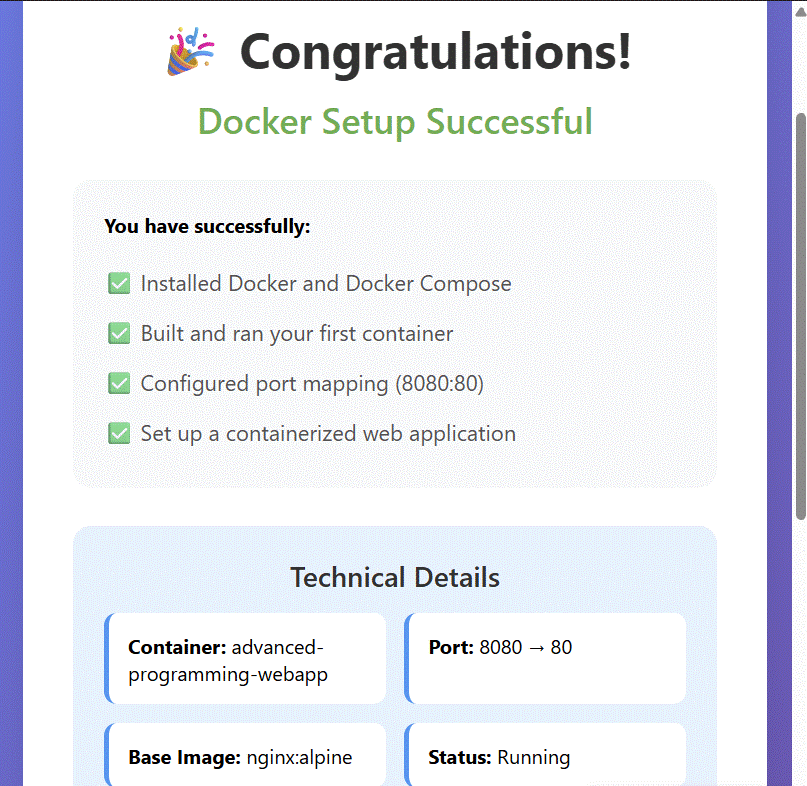 Congratulations!
Docker Setup Successful
You have successfully:
Installed Docker and Docker Compose
Built and ran your first container
Configured port mapping (8080:80)
Set up a containerized web application
Technical Details
Container: advanced-
programming-webapp
Port: 8080 → 80
Base Image: nginx:alpine
Status: Running